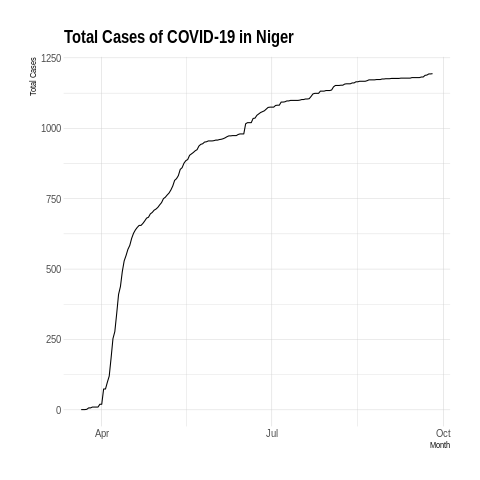 Total Cases of COVID-19 in Niger
Total Cases
1250
1000
750
500
250
0
Apr
Jul
Oct
Month